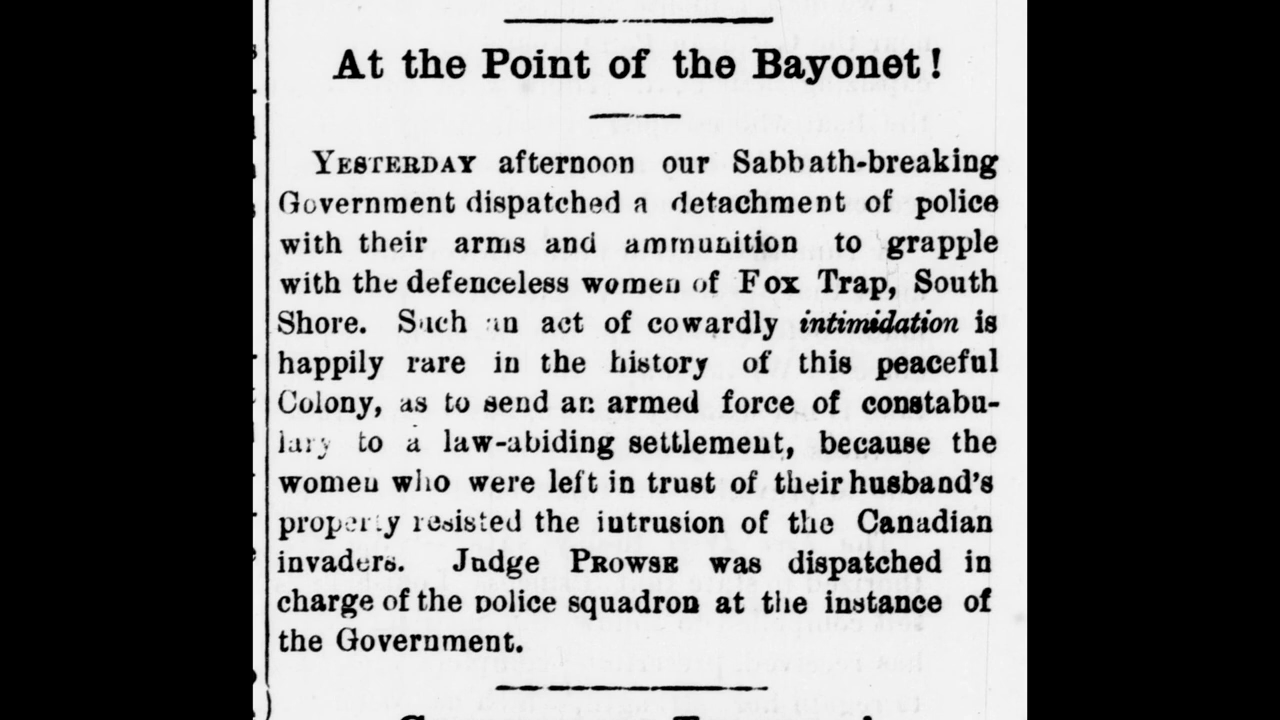 At the Point of the Bayonet!
YESTERDAY afternoon our Sabbath-breaking
Government dispatched a detachment of police
with their arms and ammunition to grapple
with the defenceless women of Fox Trap, South
Shore. Such an act of cowardly intimidation is
happily rare in the history of this peaceful
Colony, as to send an armed force of constabu-
lary to a law-abiding settlement, because the
women who were left in trust of their husband's
property resisted the intrusion of the Canadian
invaders. Judge PROWSE was dispatched in
charge of the police squadron at the instance of
the Government.